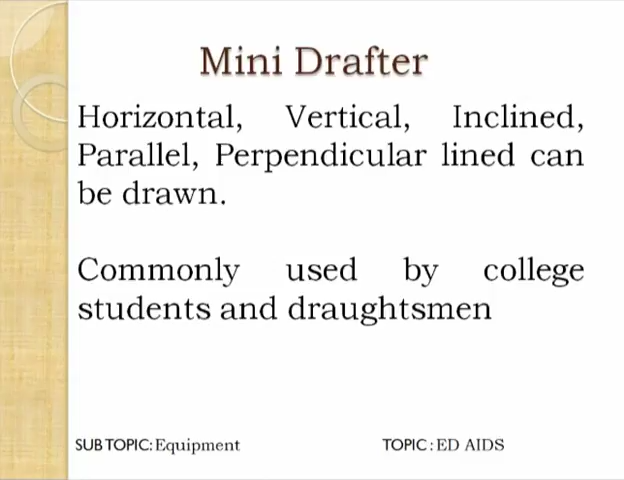 Mini Drafter
Horizontal, Vertical, Inclined,
Parallel, Perpendicular lined can
be drawn.
Commonly used by college
students and draughtsmen
SUB TOPIC: Equipment TOPIC : ED AIDS